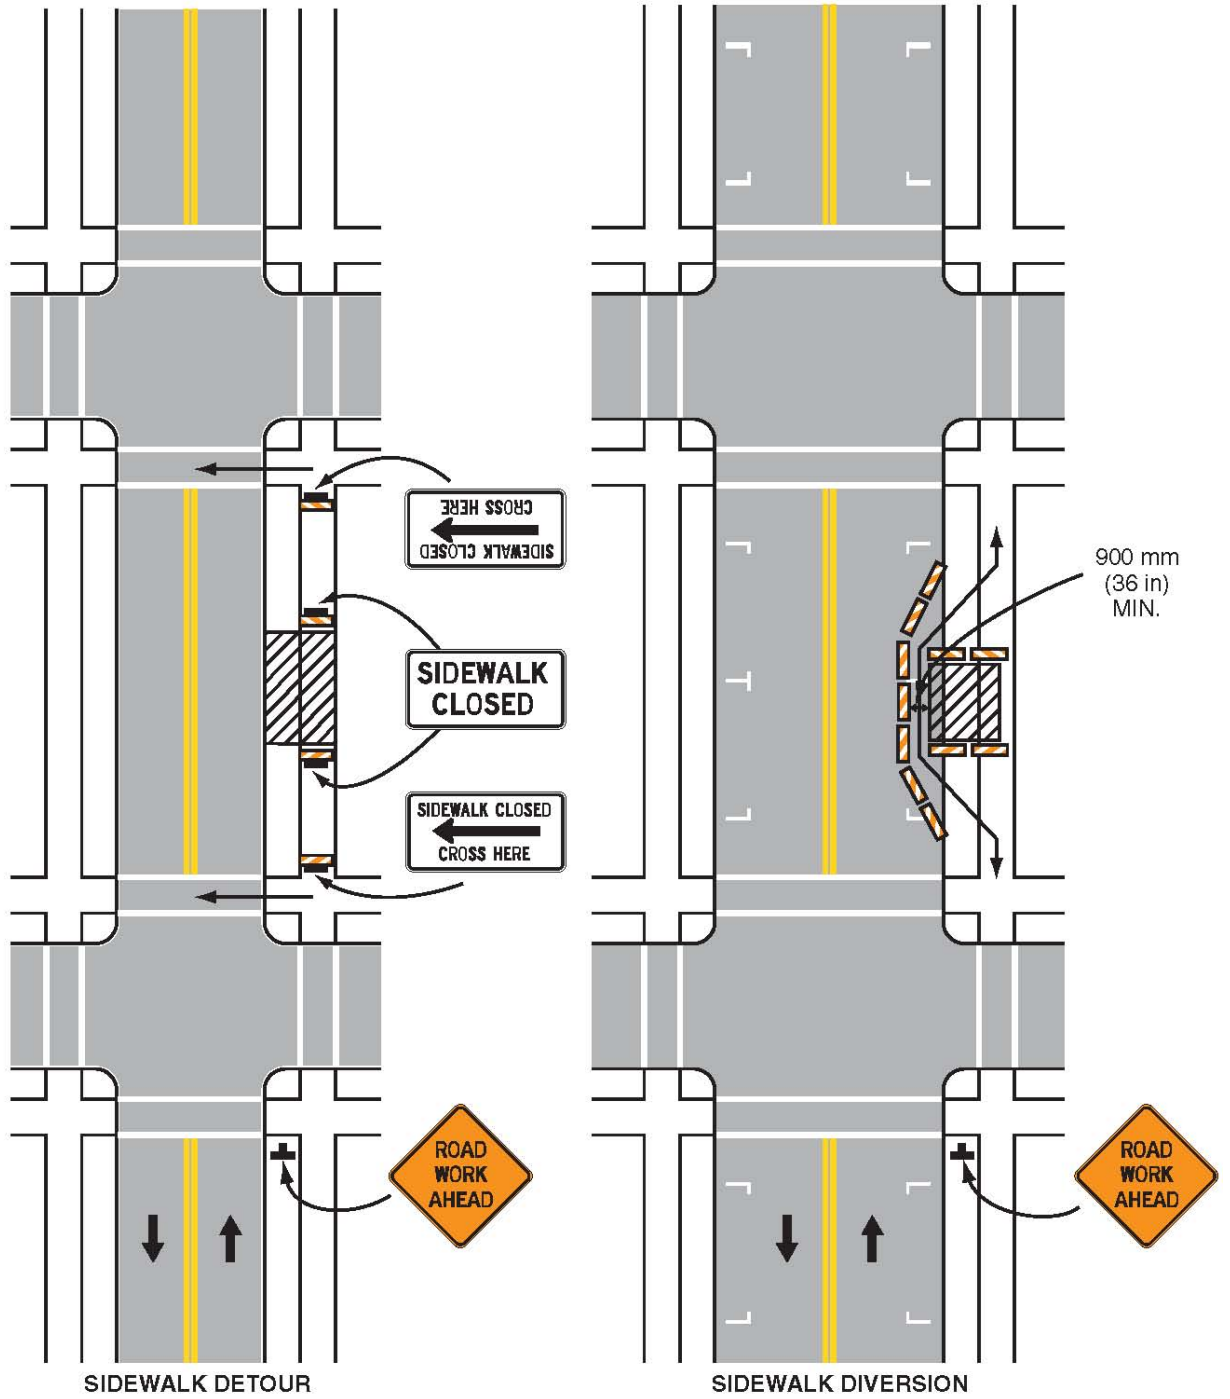 CROSS HERE
SIDEWALK CLOSED
SIDEWALK
CLOSED
SIDEWALK CLOSED
CROSS HERE
ROAD
WORK
AHEAD
SIDEWALK DETOUR
900 mm
(36 in)
MIN.
ROAD
WORK
AHEAD
SIDEWALK DIVERSION